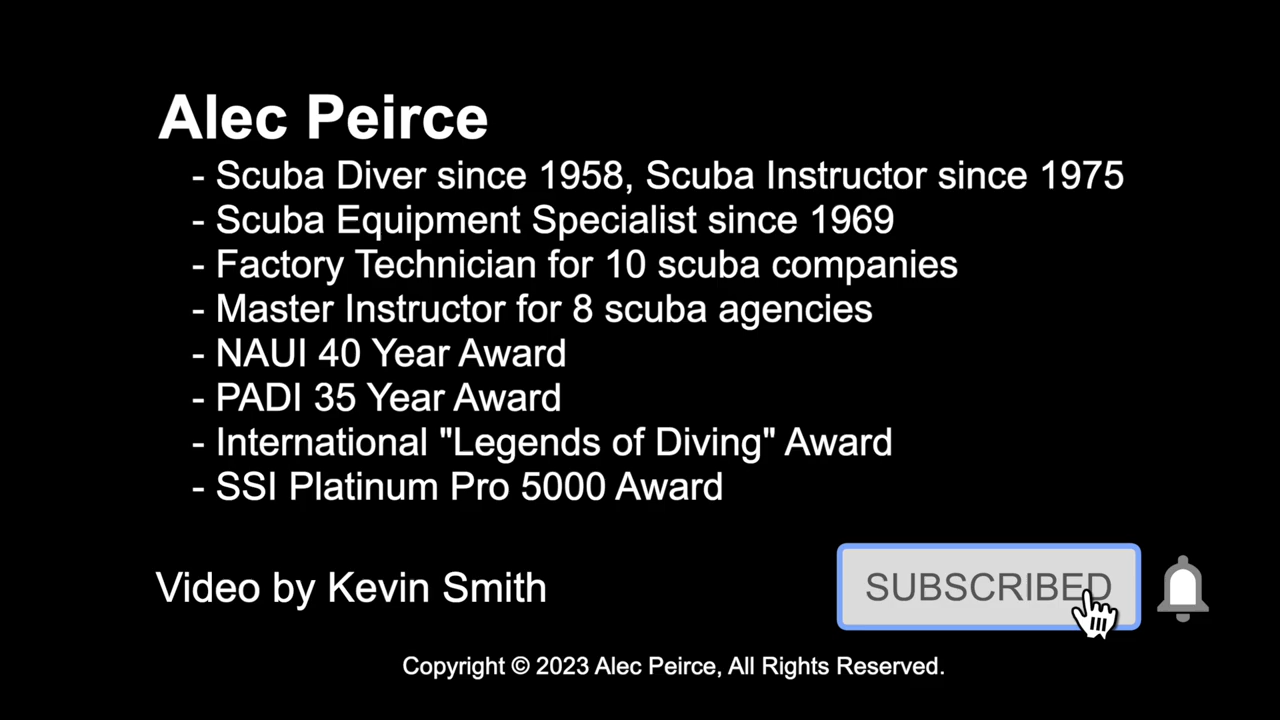 Alec Peirce
- Scuba Diver since 1958, Scuba Instructor since 1975
- Scuba Equipment Specialist since 1969
- Factory Technician for 10 scuba companies
- Master Instructor for 8 scuba agencies
- NAUI 40 Year Award
- PADI 35 Year Award
- International "Legends of Diving" Award
- SSI Platinum Pro 5000 Award
Video by Kevin Smith
SUBSCRIBED
Copyright © 2023 Alec Peirce, All Rights Reserved.